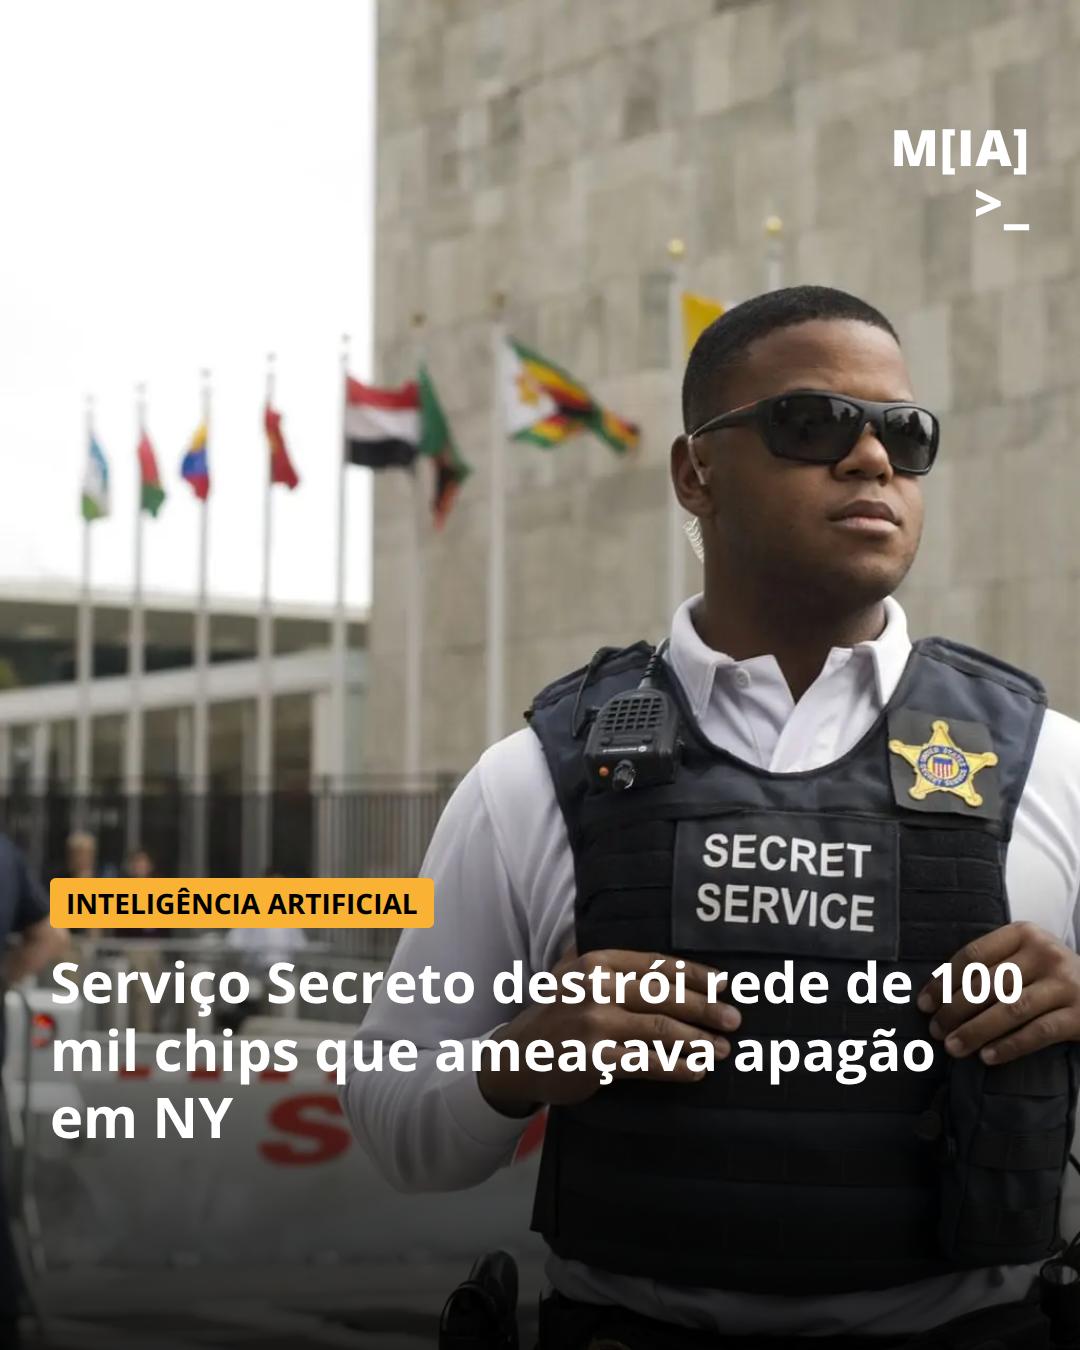 M[IA]
>_
SECRET
SERVICE
INTELIGÊNCIA ARTIFICIAL
Serviço Secreto destrói rede de 100
mil chips que ameaçava apagão
em NY